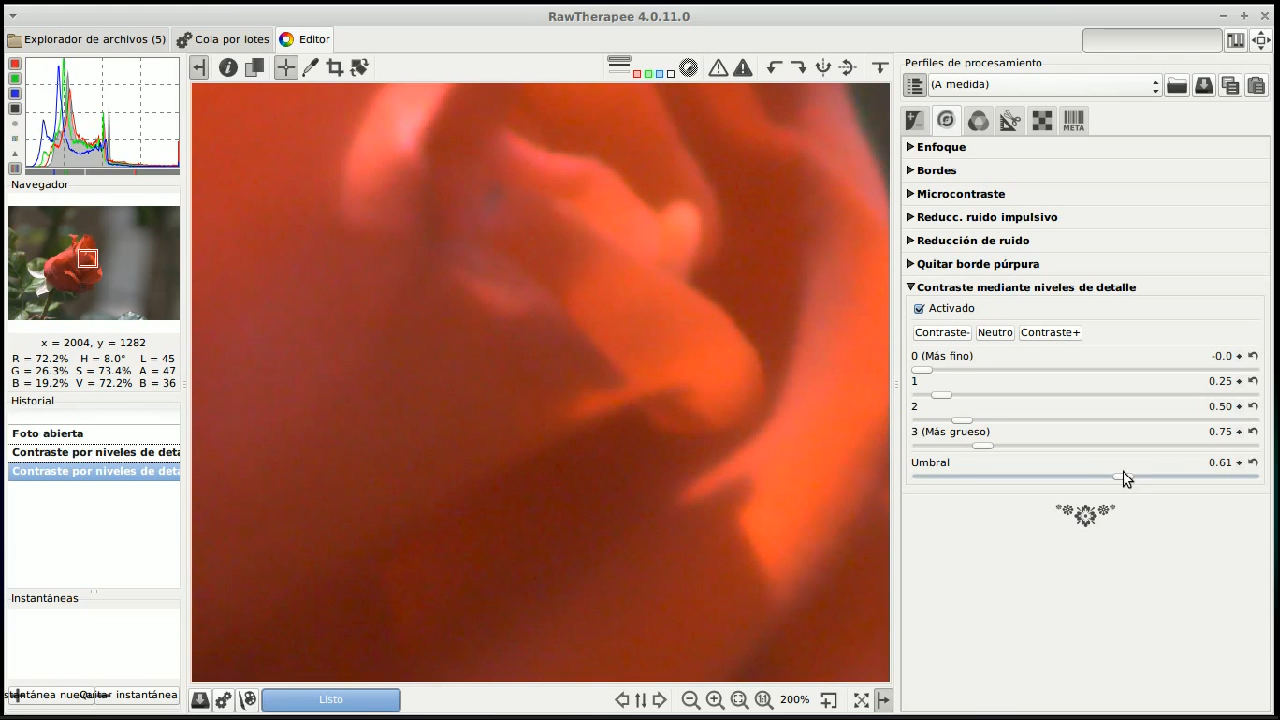 RawTherapee 4.0.11.0
Explorador de archivos (5)
Cola por lotes
Editor
Perfiles de procesamiento
(A medida)
META
Enfoque
Bordes
Microcontraste
Reducc. ruido impulsivo
Reducción de ruido
Quitar borde púrpura
Contraste mediante niveles de detalle
Activado
Contraste- Neutro Contraste+
0 (Más fino) -0.0
1 0.25
2 0.50
3 (Más grueso) 0.75
Umbral 0.61
Navegador
x = 2004, y = 1282
R = 72.2% H = 8.0° L = 45
G = 26.3% S = 73.4% A = 47
B = 19.2% V = 72.2% B = 36
Historial
Foto abierta
Contraste por niveles de deta
Contraste por niveles de deta
Instantáneas
instantánea
Listo
200%